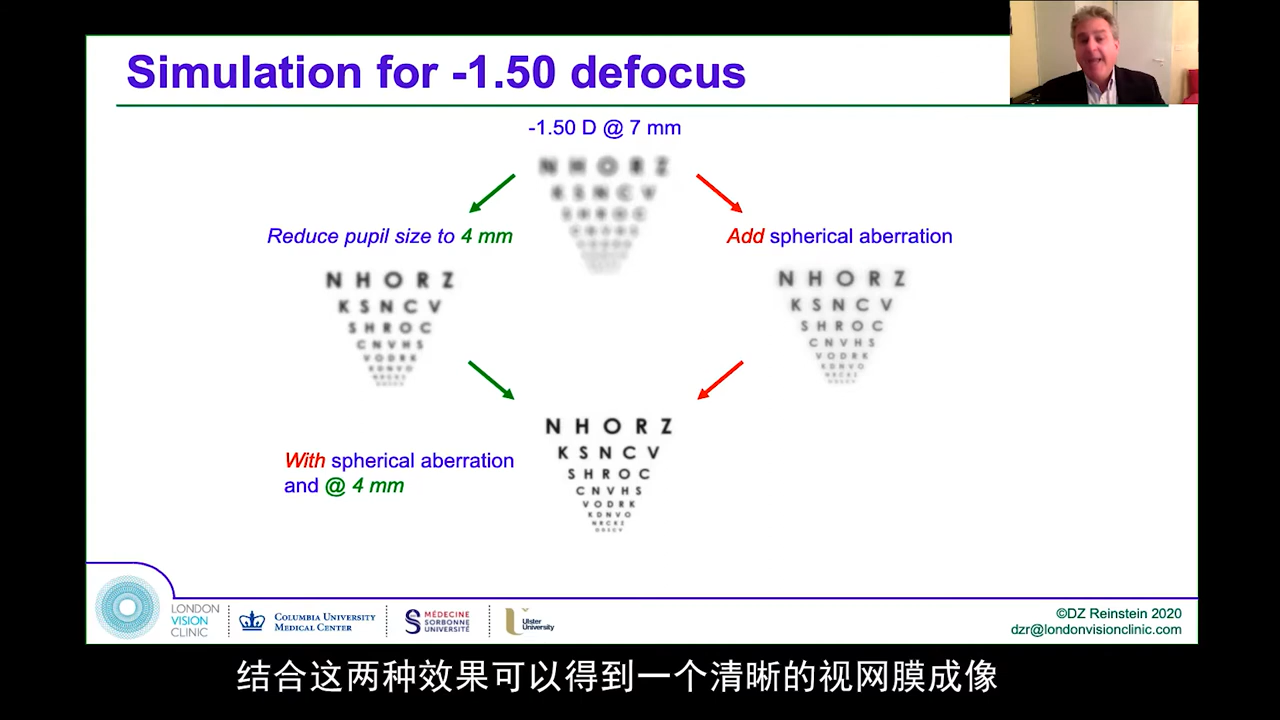 Simulation for -1.50 defocus
-1.50 D @ 7 mm
N H O R Z
K S N C V
S H R O C
Reduce pupil size to 4 mm
Add spherical aberration
N H O R Z
K S N C V
S H R O C
C N V H S
V O D R K
K D N V O
N H O R Z
K S N C V
S H R O C
C N V H S
V O D R K
K D N V O
With spherical aberration
and @ 4 mm
N H O R Z
K S N C V
S H R O C
C N V H S
V O D R K
K D N V O
N R C K Z
LONDON
VISION
CLINIC
COLUMBIA UNIVERSITY
MEDICAL CENTER
MÉDECINE
SORBONNE
UNIVERSITÉ
Ulster
University
©DZ Reinstein 2020
dzr@londonvisionclinic.com
结合这两种效果可以得到一个清晰的视网膜成像